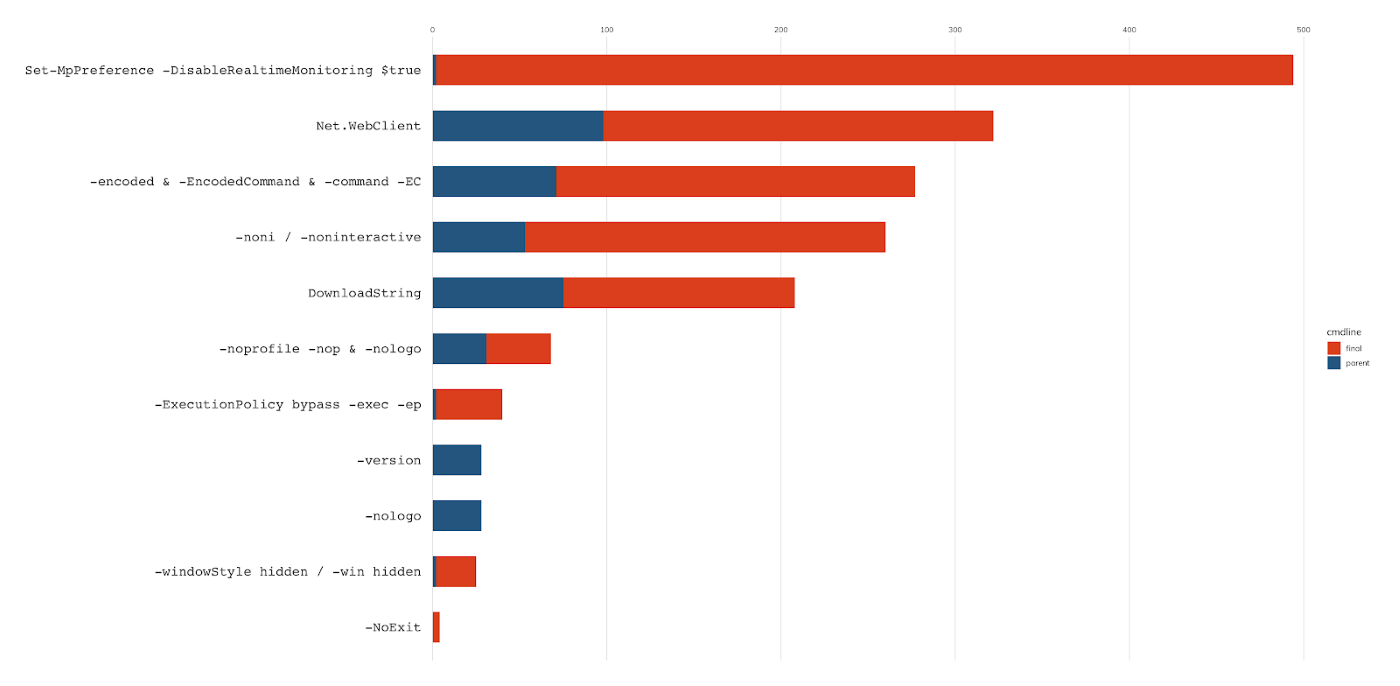 0 100 200 300 400 500
Set-MpPreference -DisableRealtimeMonitoring $true
Net.WebClient
-encoded & -EncodedCommand & -command -EC
-noni / -noninteractive
DownloadString
-noprofile -nop & -nologo
-ExecutionPolicy bypass -exec -ep
-version
-nologo
-windowStyle hidden / -win hidden
-NoExit
cmdline
final
parent